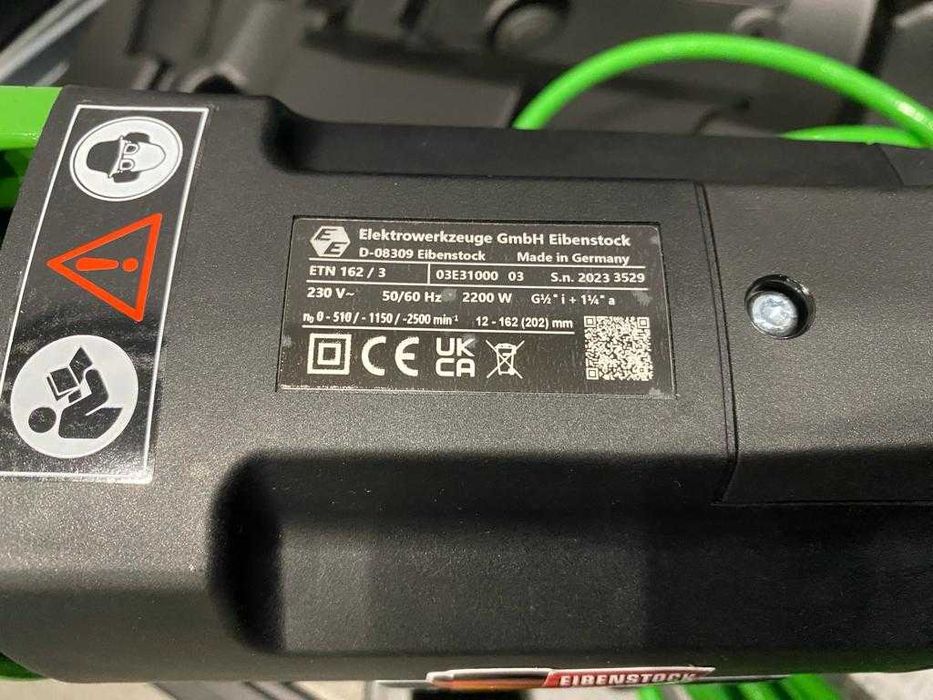 Elektrowerkzeuge GmbH Eibenstock
D-08309 Eibenstock Made in Germany
ETN 162 / 3 03E31000 03 S.n. 2023 3529
230 V~ 50/60 Hz 2200 W G½" i + 1¼" a
n₀ 0 - 510 / - 1150 / -2500 min⁻¹ 12 - 162 (202) mm
CE UK
CA
EIBENSTOCK